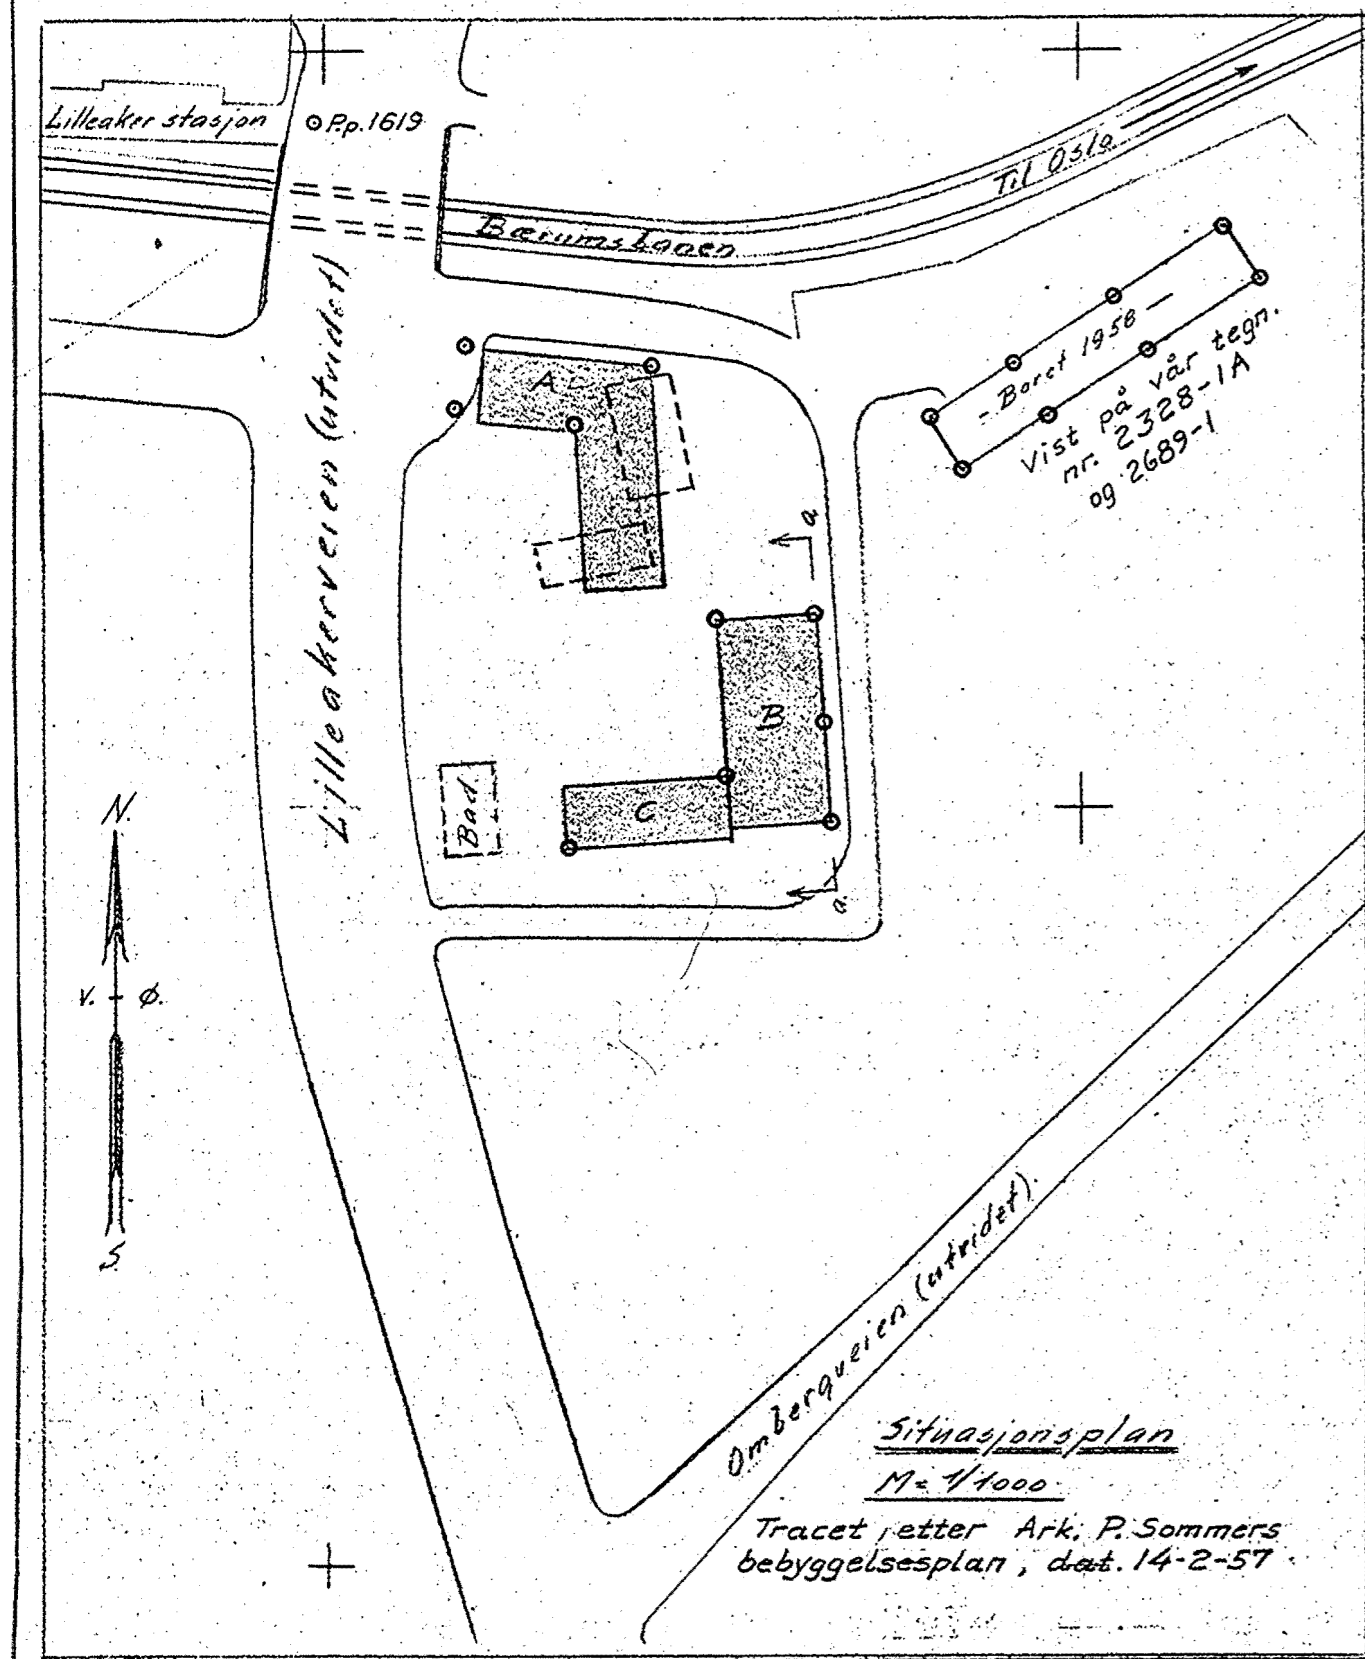 Lilleaker stasjon
P.p. 1619
Til Oslo
Bærumsbanen
- Boret 1958 -
vist på vår tegn.
nr. 2328-1A
og 2689-1
Lilleakerveien (utvidet)
A
a
B
C
Bad.
a
N.
V. Ø.
S.
Ombergveien (utvidet).
Situasjonsplan
M= 1/1000
Tracet etter Ark. P. Sommers
bebyggelsesplan, dat. 14-2-57